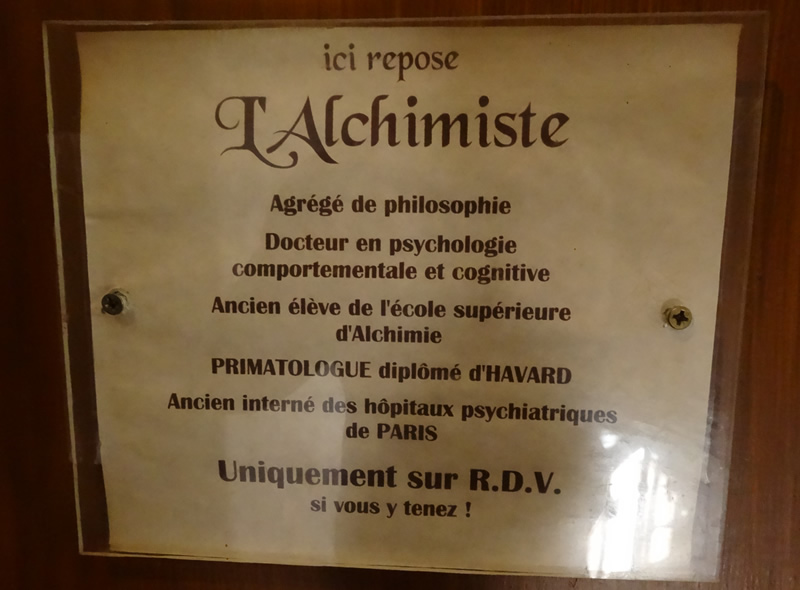 ici repose
L'Alchimiste
Agrégé de philosophie
Docteur en psychologie
comportementale et cognitive
Ancien élève de l'école supérieure
d'Alchimie
PRIMATOLOGUE diplômé d'HAVARD
Ancien interné des hôpitaux psychiatriques
de PARIS
Uniquement sur R.D.V.
si vous y tenez !